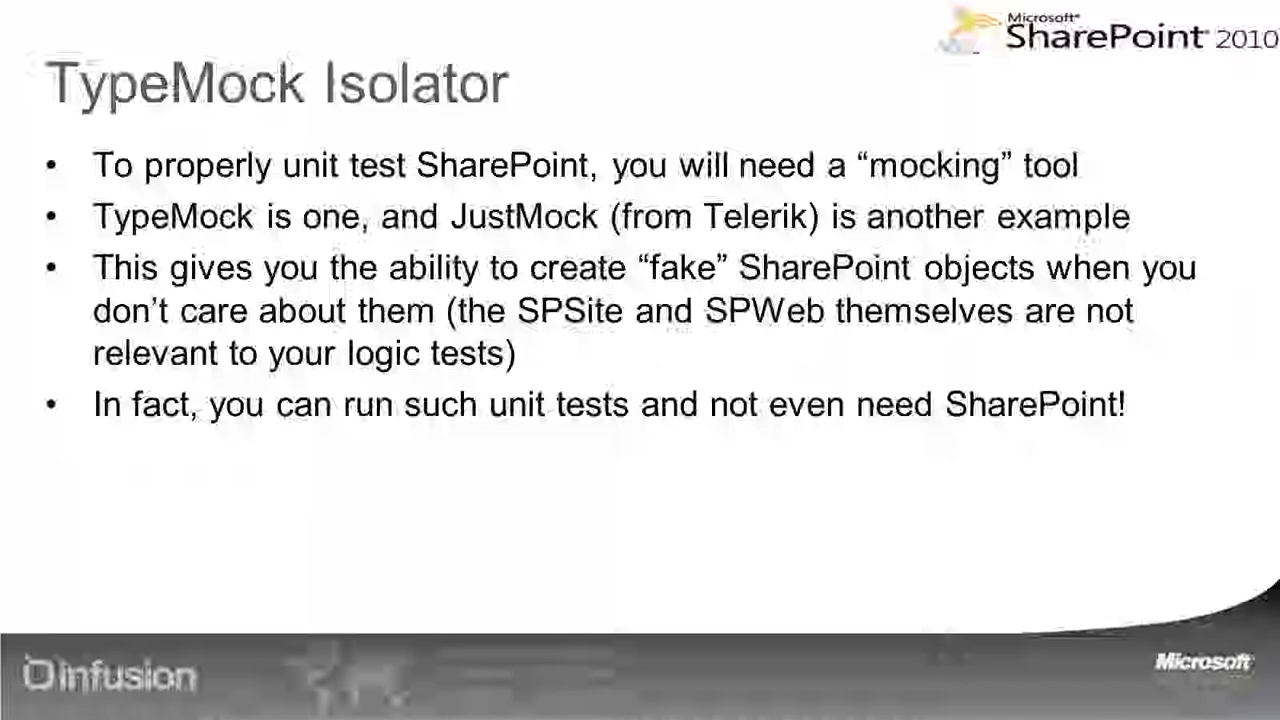 Microsoft®
SharePoint 2010
TypeMock Isolator
• To properly unit test SharePoint, you will need a “mocking” tool
• TypeMock is one, and JustMock (from Telerik) is another example
• This gives you the ability to create “fake” SharePoint objects when you
don’t care about them (the SPSite and SPWeb themselves are not
relevant to your logic tests)
• In fact, you can run such unit tests and not even need SharePoint!
infusion
Microsoft